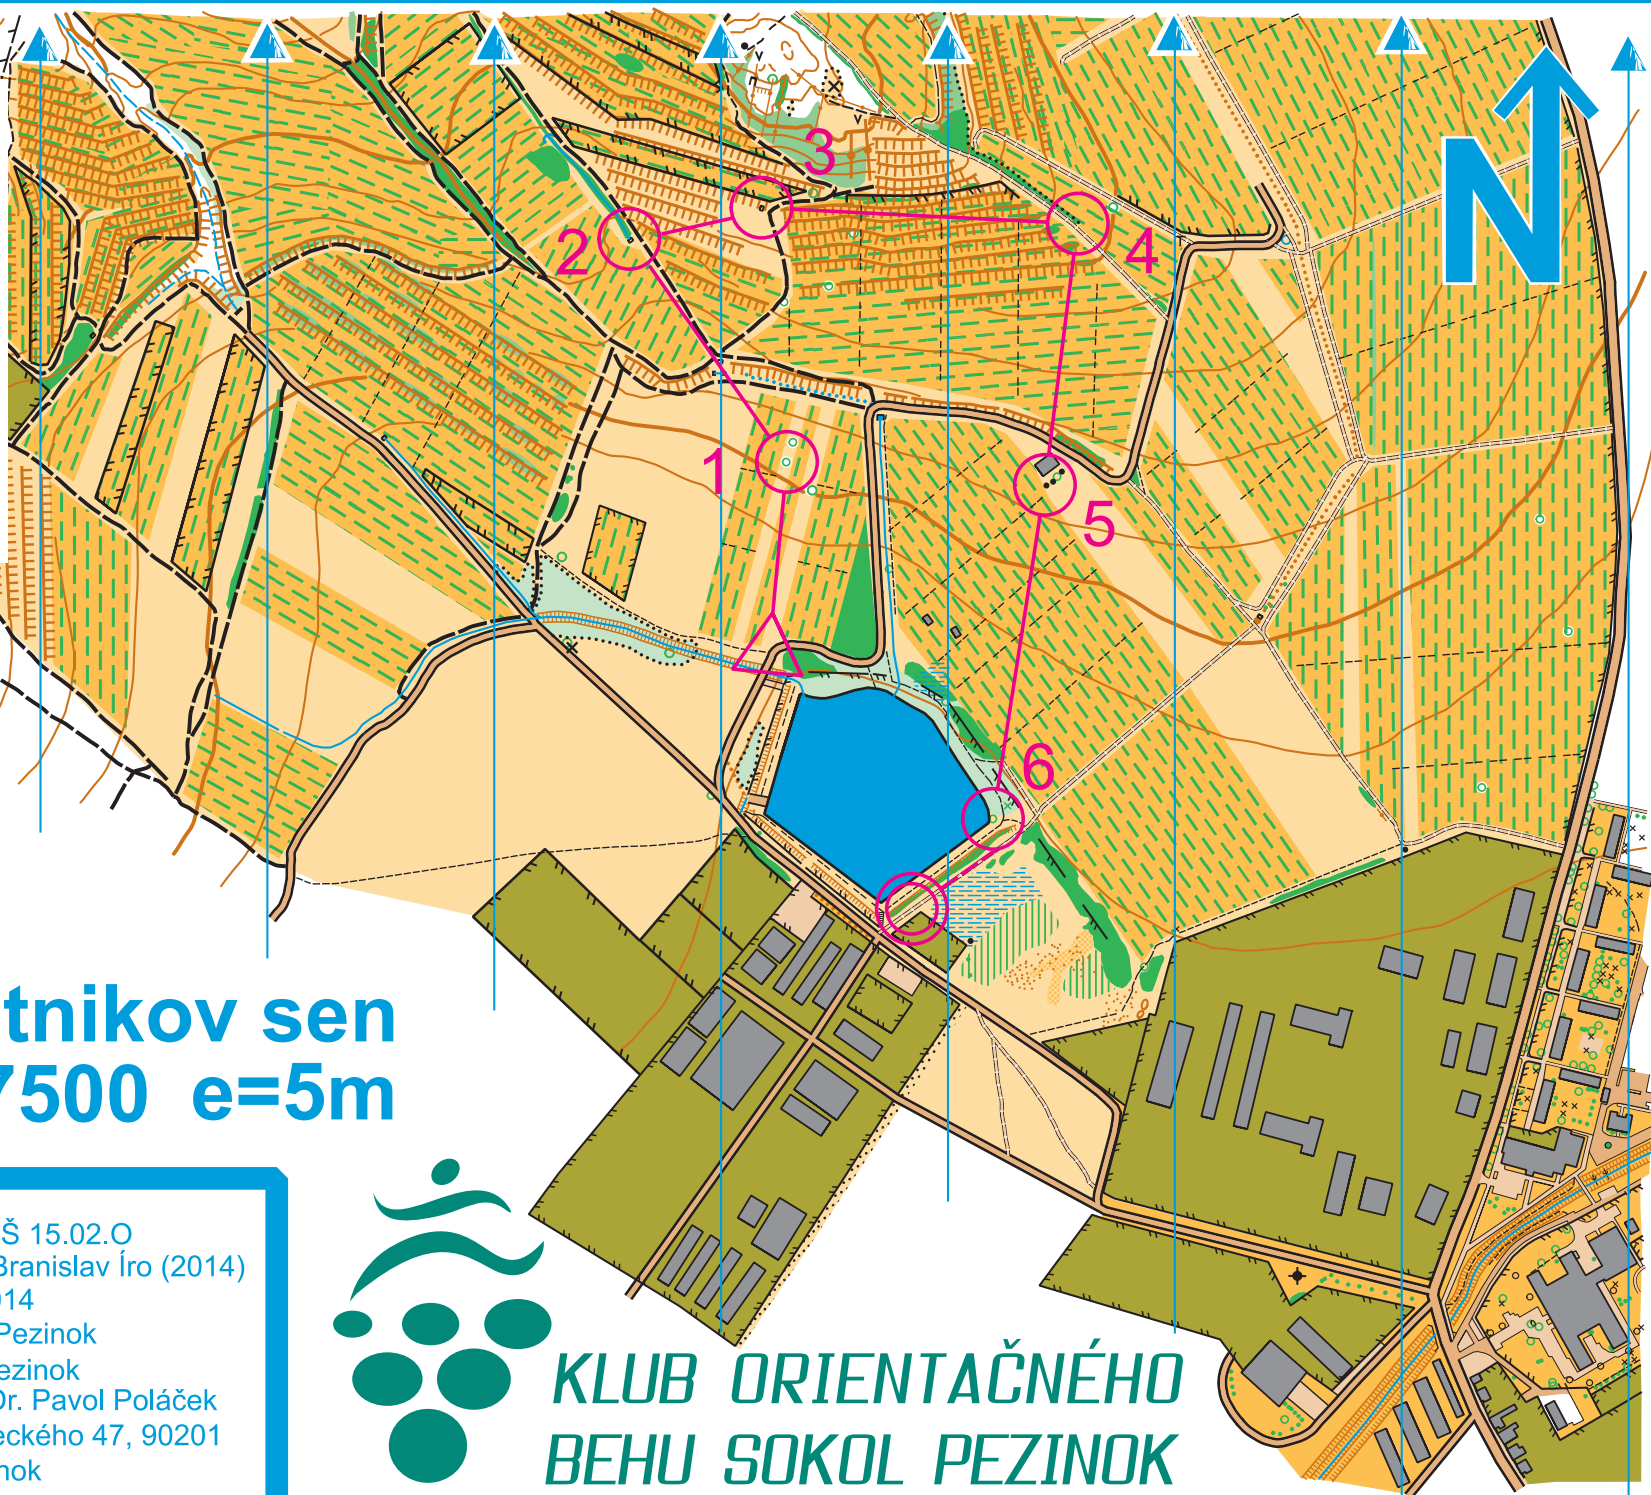 N
3
2
4
1
5
6
tnikov sen
7500 e=5m
Š 15.02.O
Branislav Íro (2014)
014
Pezinok
ezinok
Dr. Pavol Poláček
eckého 47, 90201
nok
KLUB ORIENTAČNÉHO
BEHU SOKOL PEZINOK